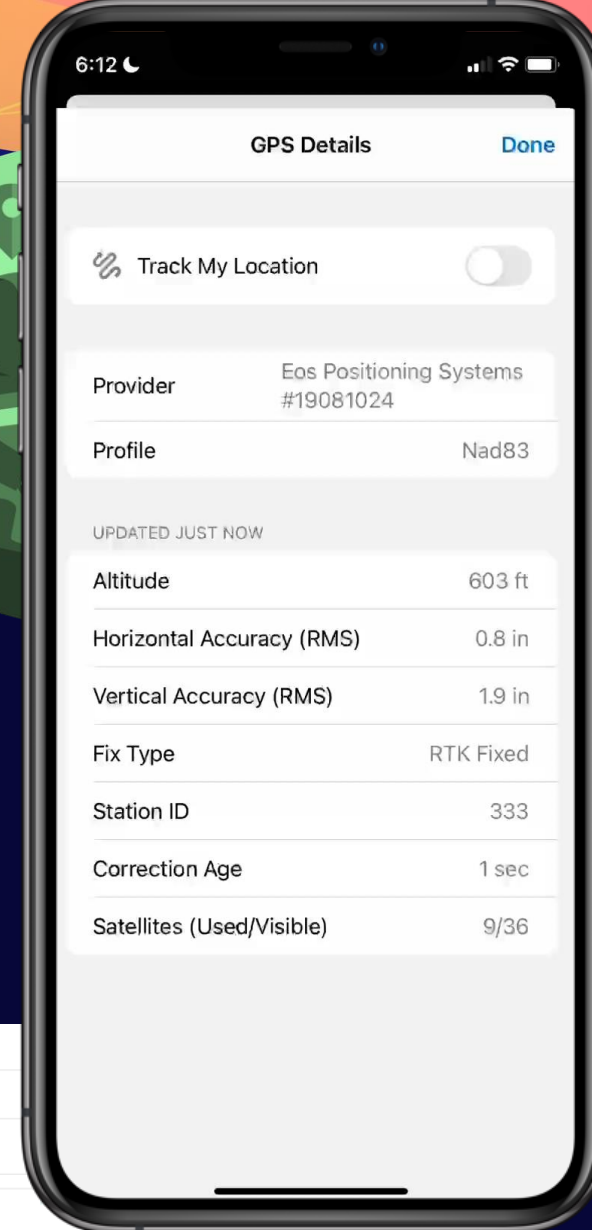 6:12
GPS Details
Done
Track My Location
Provider
Eos Positioning Systems
#19081024
Profile
Nad83
UPDATED JUST NOW
Altitude
603 ft
Horizontal Accuracy (RMS)
0.8 in
Vertical Accuracy (RMS)
1.9 in
Fix Type
RTK Fixed
Station ID
333
Correction Age
1 sec
Satellites (Used/Visible)
9/36